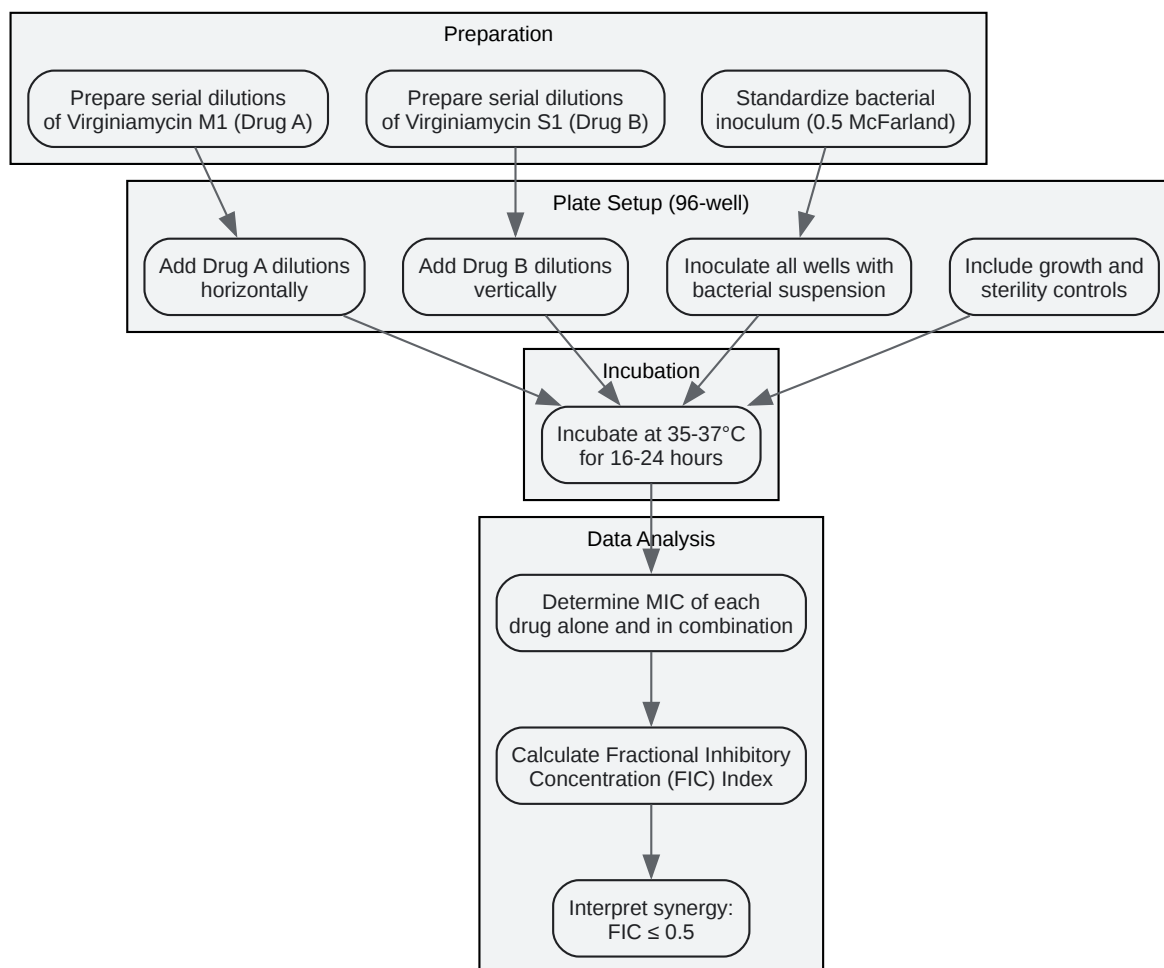 Preparation
Prepare serial dilutions
of Virginiamycin M1 (Drug A)
Prepare serial dilutions
of Virginiamycin S1 (Drug B)
Standardize bacterial
inoculum (0.5 McFarland)
Plate Setup (96-well)
Add Drug A dilutions
horizontally
Add Drug B dilutions
vertically
Inoculate all wells with
bacterial suspension
Include growth and
sterility controls
Incubation
Incubate at 35-37°C
for 16-24 hours
Data Analysis
Determine MIC of each
drug alone and in combination
Calculate Fractional Inhibitory
Concentration (FIC) Index
Interpret synergy:
FIC ≤ 0.5